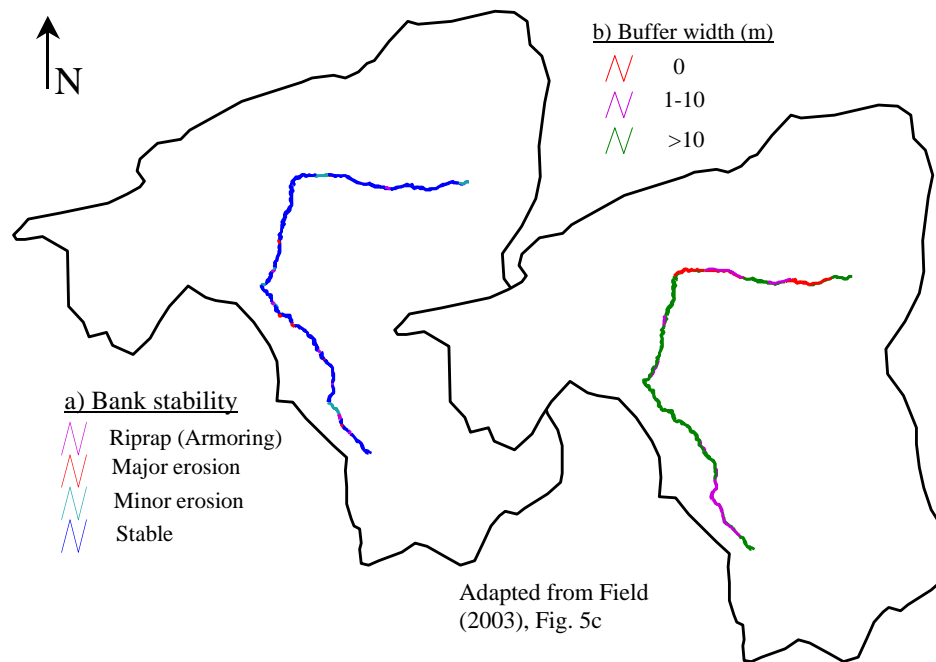 N
b) Buffer width (m)
0
1-10
>10
a) Bank stability
Riprap (Armoring)
Major erosion
Minor erosion
Stable
Adapted from Field
(2003), Fig. 5c